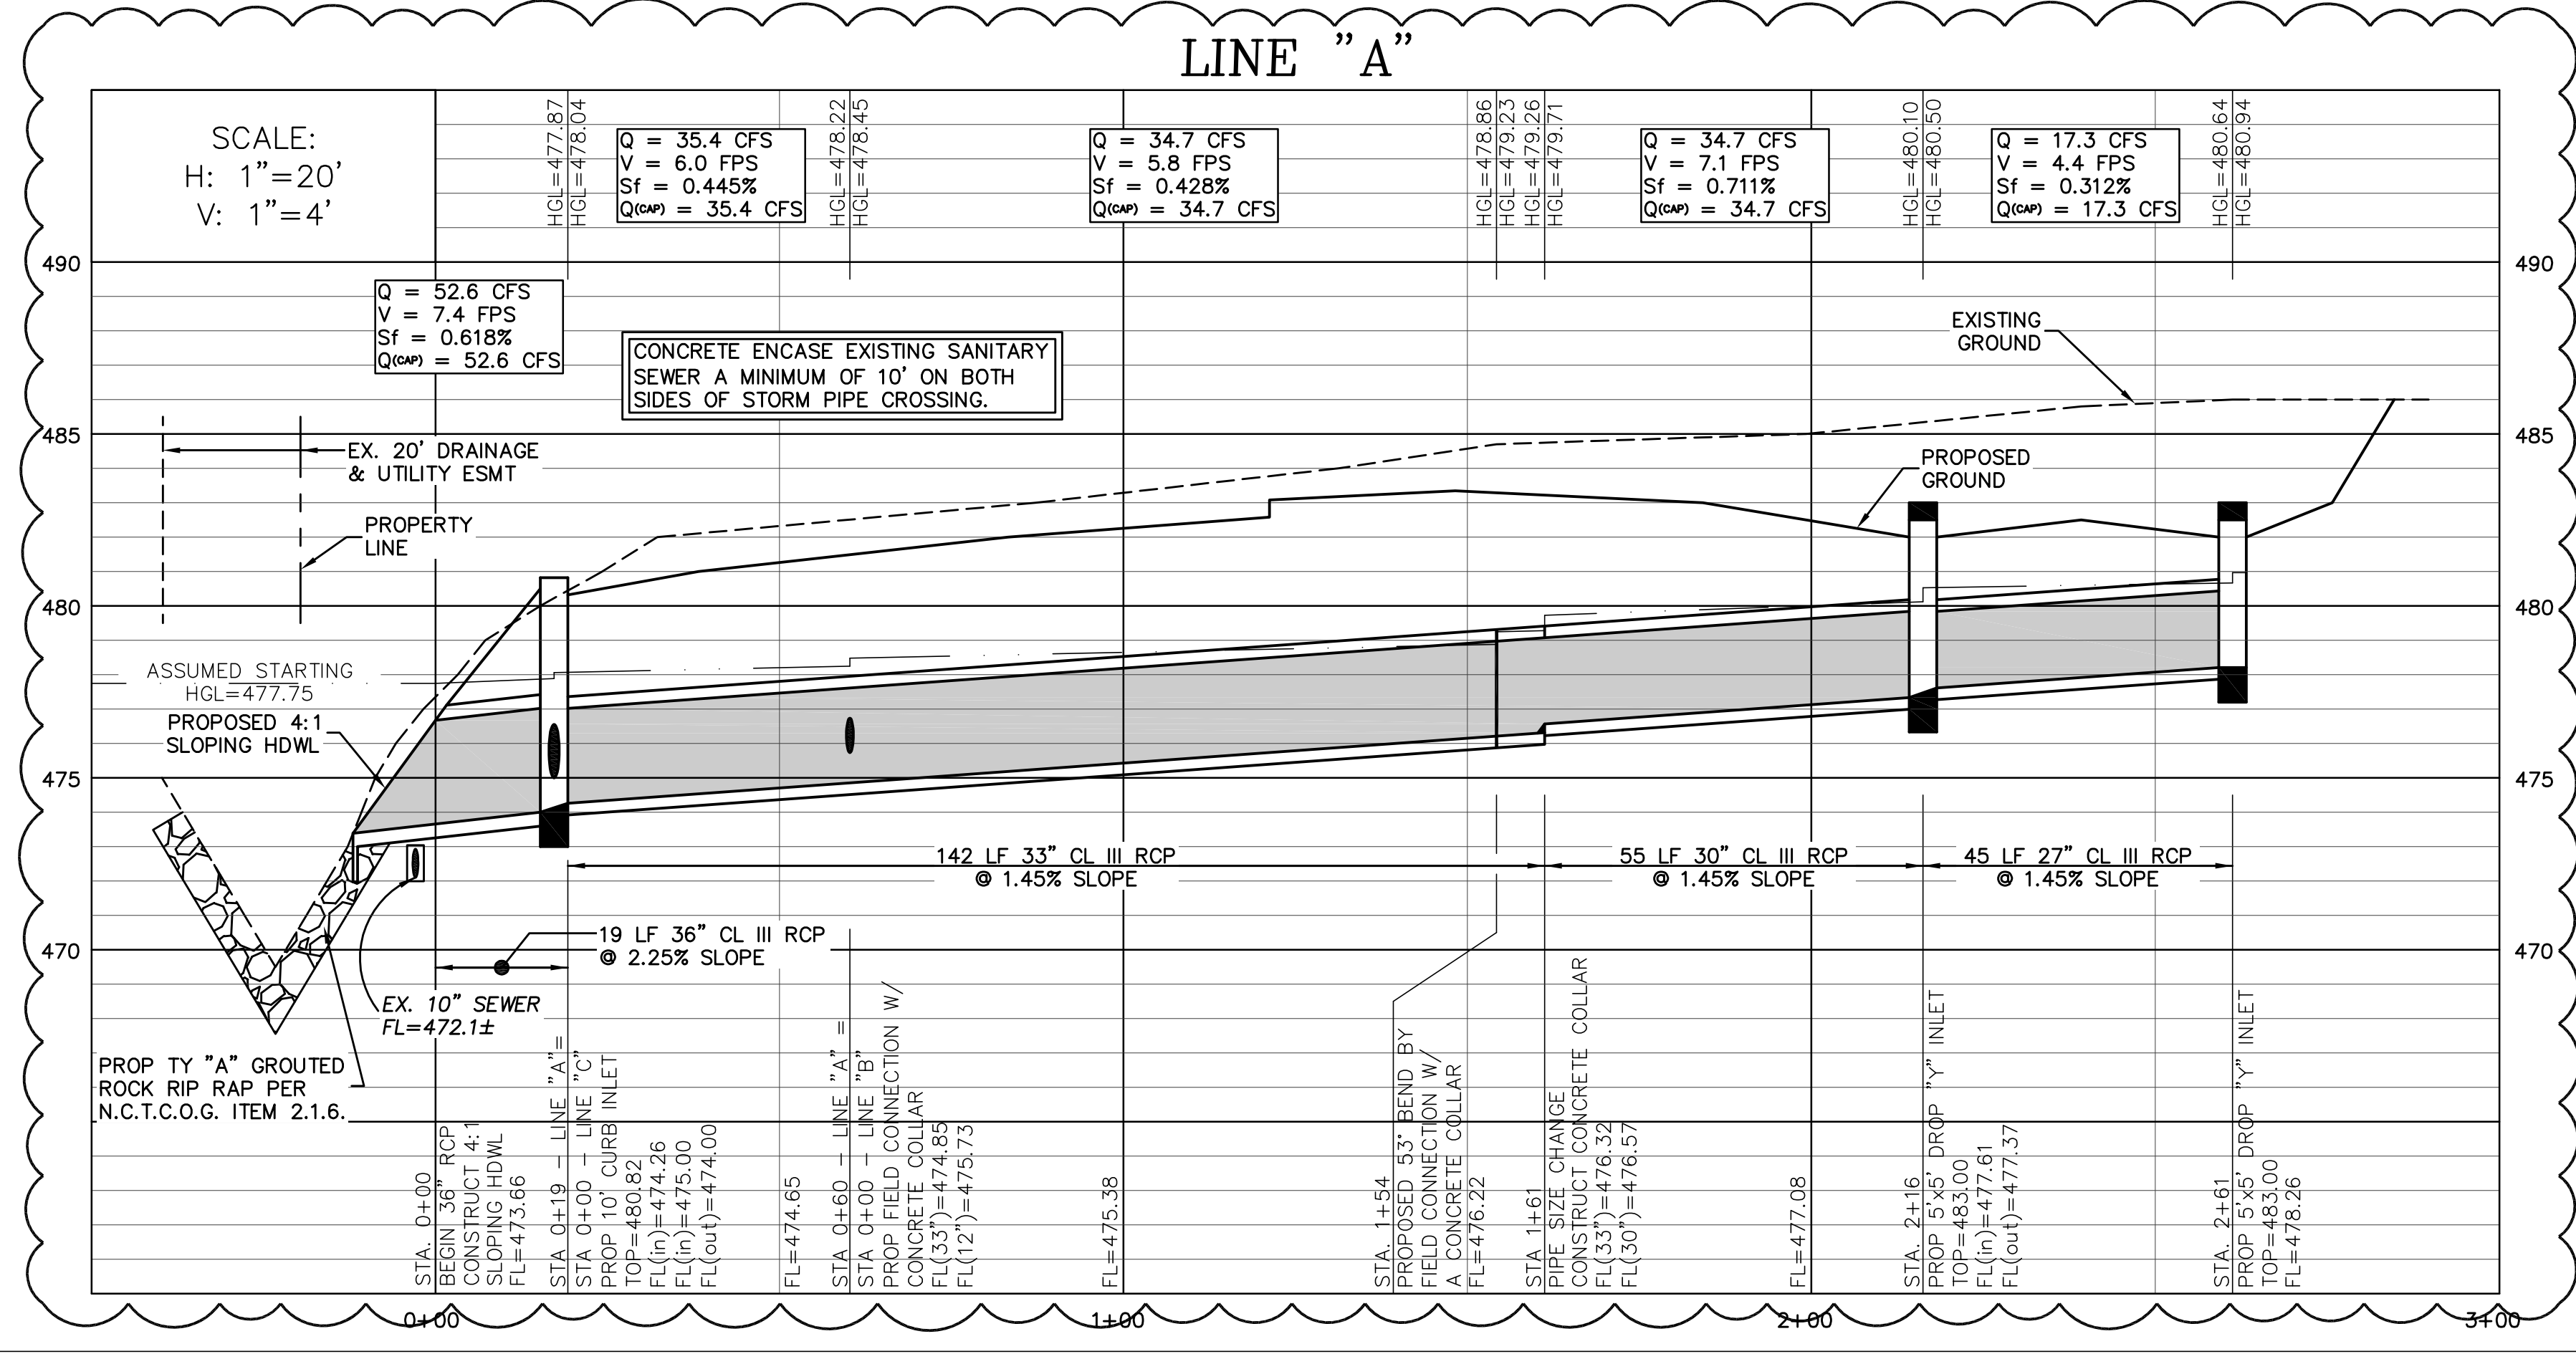 LINE "A"
SCALE:
H: 1"=20'
V: 1"=4'
HGL=477.87
HGL=478.04
Q = 35.4 CFS
V = 6.0 FPS
Sf = 0.445%
Q(CAP) = 35.4 CFS
HGL=478.22
HGL=478.45
Q = 34.7 CFS
V = 5.8 FPS
Sf = 0.428%
Q(CAP) = 34.7 CFS
HGL=478.86
HGL=479.23
HGL=479.26
HGL=479.71
Q = 34.7 CFS
V = 7.1 FPS
Sf = 0.711%
Q(CAP) = 34.7 CFS
HGL=480.10
HGL=480.50
Q = 17.3 CFS
V = 4.4 FPS
Sf = 0.312%
Q(CAP) = 17.3 CFS
HGL=480.64
HGL=480.94
490
490
Q = 52.6 CFS
V = 7.4 FPS
Sf = 0.618%
Q(CAP) = 52.6 CFS
CONCRETE ENCASE EXISTING SANITARY
SEWER A MINIMUM OF 10' ON BOTH
SIDES OF STORM PIPE CROSSING.
EXISTING
GROUND
485
485
EX. 20' DRAINAGE
& UTILITY ESMT
PROPOSED
GROUND
PROPERTY
LINE
480
480
ASSUMED STARTING
HGL=477.75
PROPOSED 4:1
SLOPING HDWL
475
475
142 LF 33" CL III RCP
@ 1.45% SLOPE
55 LF 30" CL III RCP
@ 1.45% SLOPE
45 LF 27" CL III RCP
@ 1.45% SLOPE
19 LF 36" CL III RCP
@ 2.25% SLOPE
470
470
EX. 10" SEWER
FL=472.1±
PROP TY "A" GROUTED
ROCK RIP RAP PER
N.C.T.C.O.G. ITEM 2.1.6.
STA. 0+00
BEGIN 36" RCP
CONSTRUCT 4:1
SLOPING HDWL
FL=473.66
STA 0+19 – LINE "A"=
STA 0+00 – LINE "C"
PROP 10' CURB INLET
TOP=480.82
FL(in)=474.26
FL(in)=475.00
FL(out)=474.00
FL=474.65
STA 0+60 – LINE "A" =
STA 0+00 – LINE "B"
PROP FIELD CONNECTION W/
CONCRETE COLLAR
FL(33")=474.85
FL(12")=475.73
FL=475.38
STA. 1+54
PROPOSED 53° BEND BY
FIELD CONNECTION W/
A CONCRETE COLLAR
FL=476.22
STA 1+61
PIPE SIZE CHANGE
CONSTRUCT CONCRETE COLLAR
FL(33")=476.32
FL(30")=476.57
FL=477.08
STA. 2+16
PROP 5'x5' DROP "Y" INLET
TOP=483.00
FL(in)=477.61
FL(out)=477.37
STA. 2+61
PROP 5'x5' DROP "Y" INLET
TOP=483.00
FL=478.26
0+00
1+00
2+00
3+00